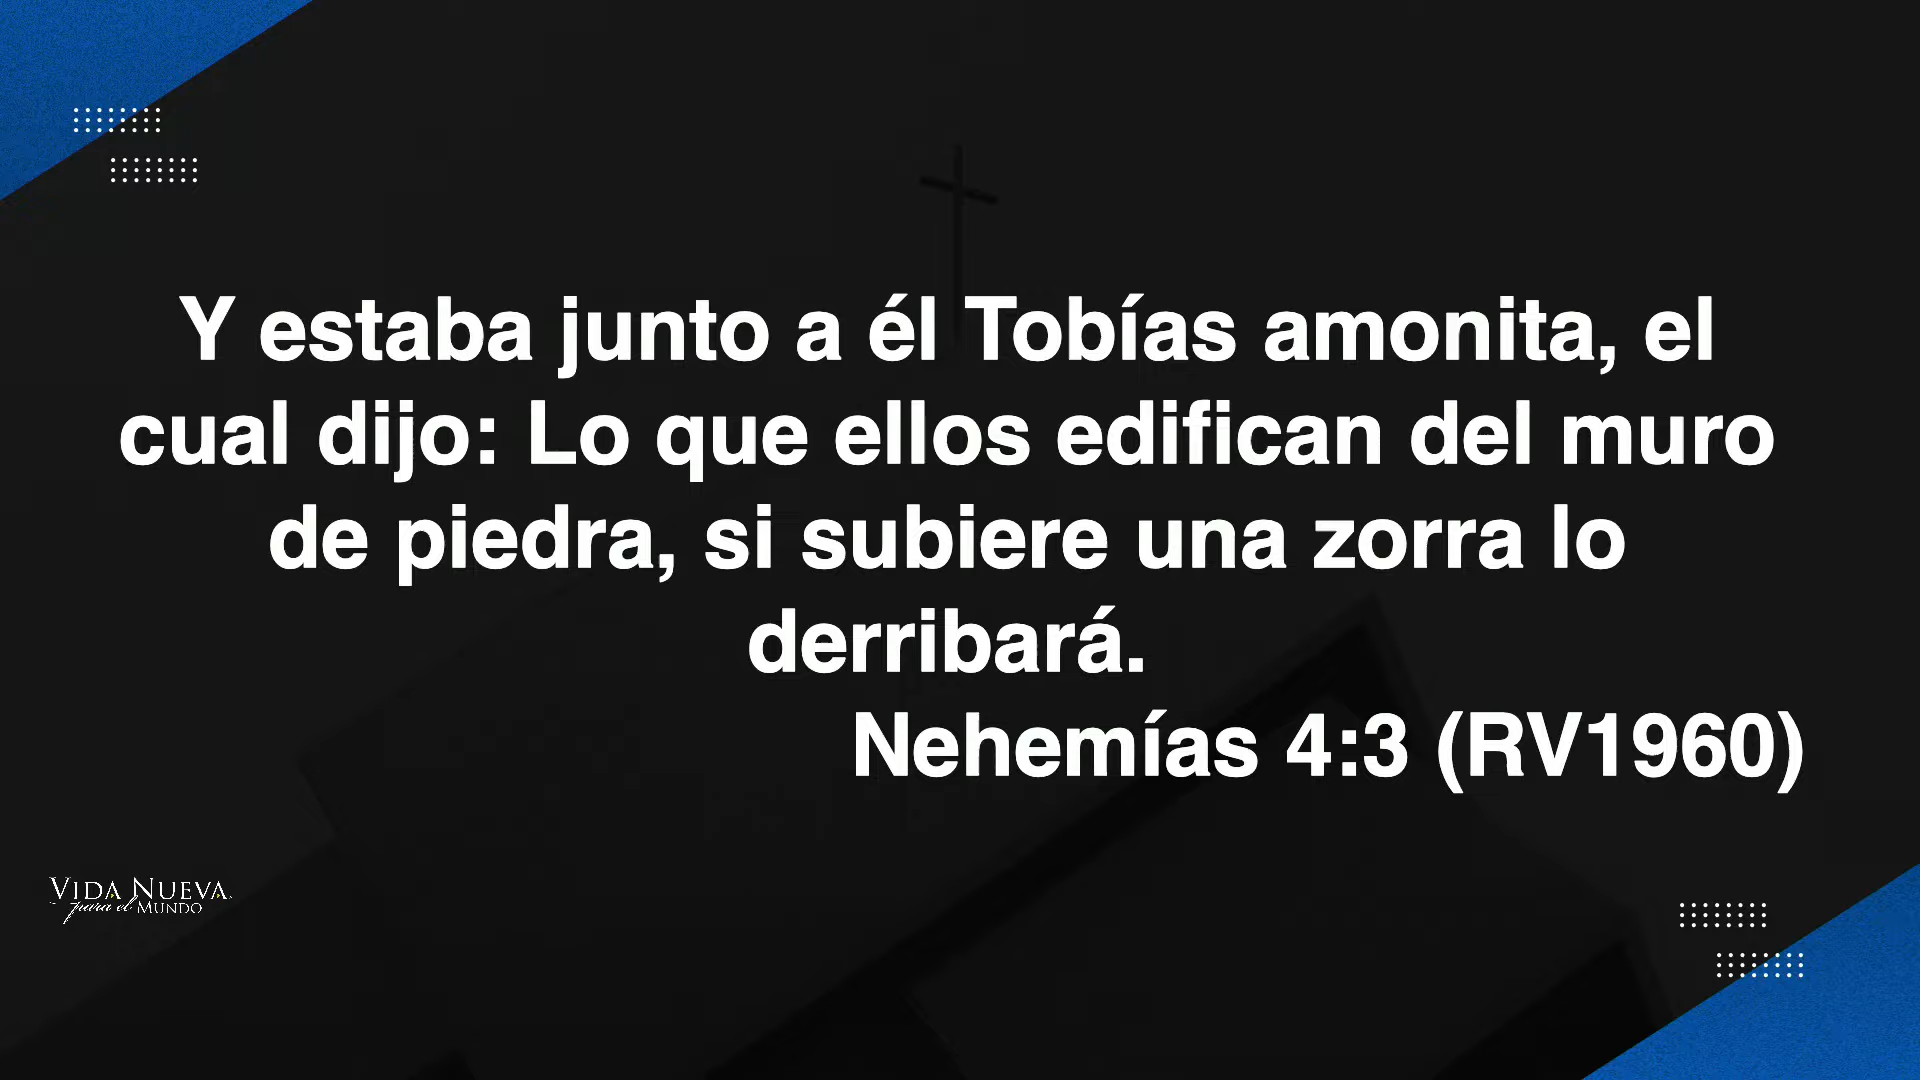 Y estaba junto a él Tobías amonita, el
cual dijo: Lo que ellos edifican del muro
de piedra, si subiere una zorra lo
derribará.
Nehemías 4:3 (RV1960)
VIDA NUEVA
para el MUNDO